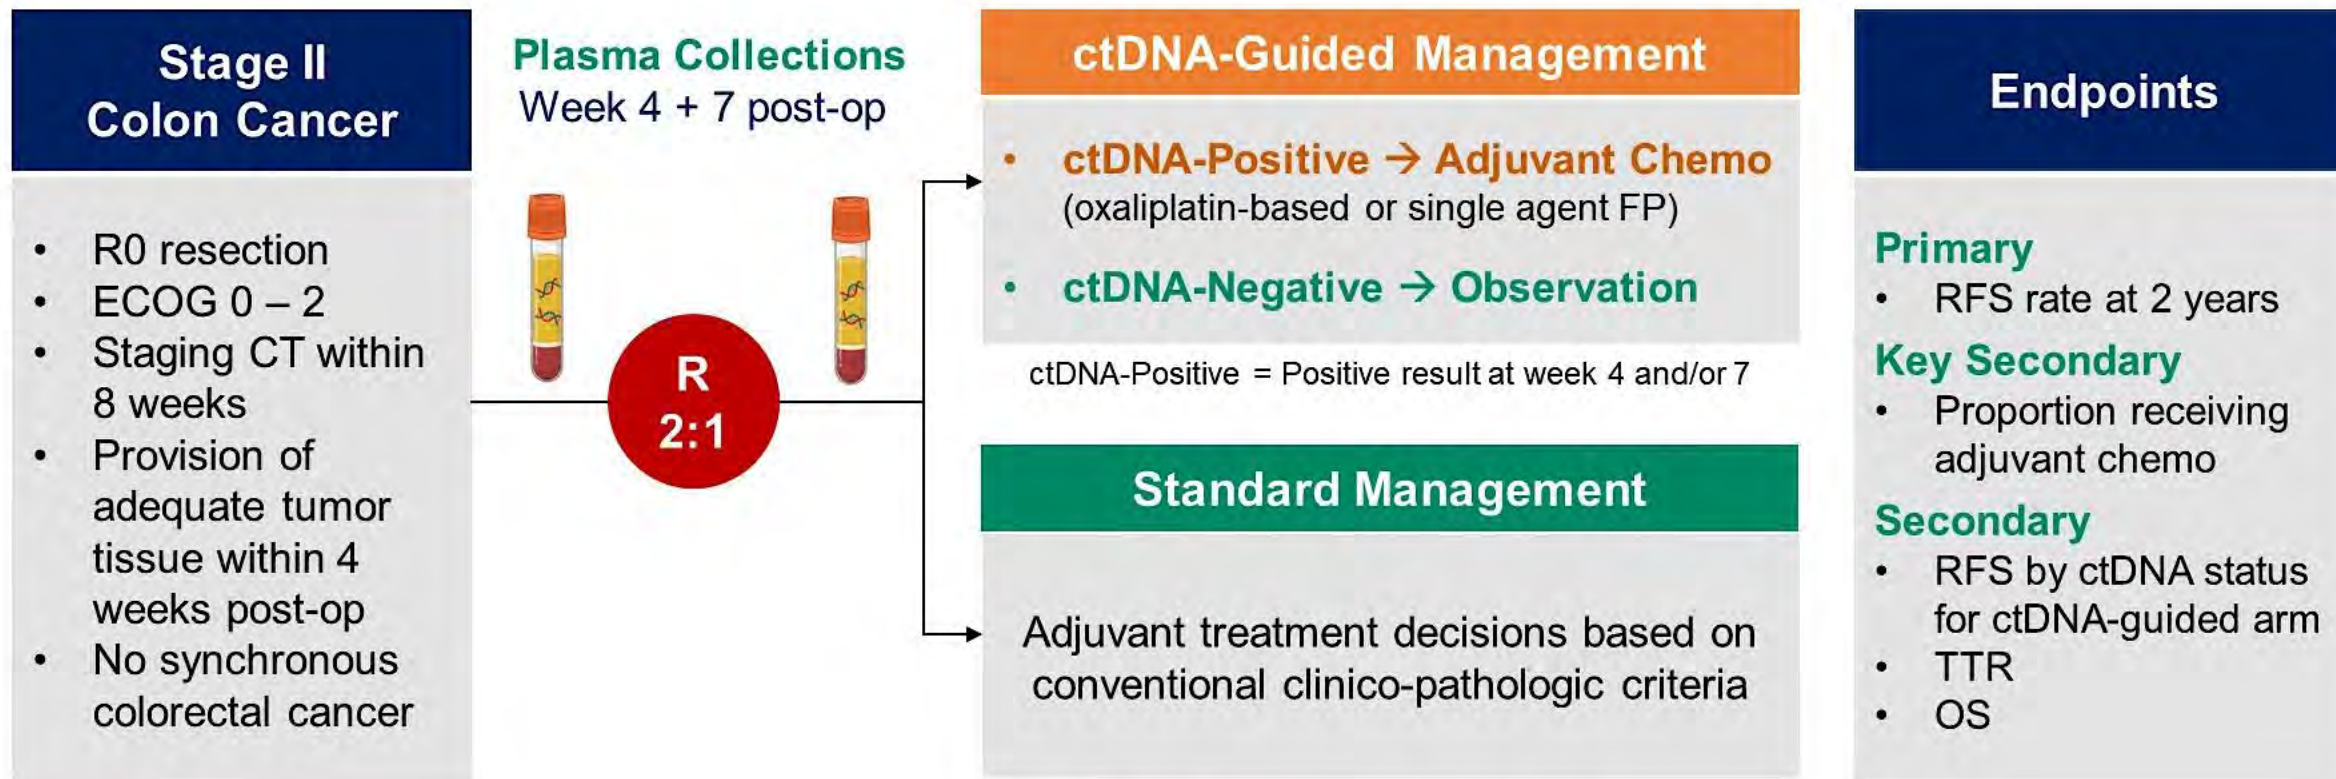 Stage II
Colon Cancer
• R0 resection
• ECOG 0 – 2
• Staging CT within
8 weeks
• Provision of
adequate tumor
tissue within 4
weeks post-op
• No synchronous
colorectal cancer
Plasma Collections
Week 4 + 7 post-op
R
2:1
ctDNA-Guided Management
• ctDNA-Positive → Adjuvant Chemo
(oxaliplatin-based or single agent FP)
• ctDNA-Negative → Observation
ctDNA-Positive = Positive result at week 4 and/or 7
Standard Management
Adjuvant treatment decisions based on
conventional clinico-pathologic criteria
Endpoints
Primary
• RFS rate at 2 years
Key Secondary
• Proportion receiving
adjuvant chemo
Secondary
• RFS by ctDNA status
for ctDNA-guided arm
• TTR
• OS